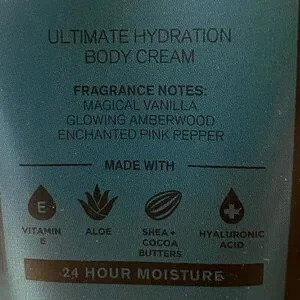 ULTIMATE HYDRATION
BODY CREAM
FRAGRANCE NOTES:
MAGICAL VANILLA
GLOWING AMBERWOOD
ENCHANTED PINK PEPPER
MADE WITH
E
VITAMIN
E
ALOE
SHEA +
COCOA
BUTTERS
HYALURONIC
ACID
24 HOUR MOISTURE